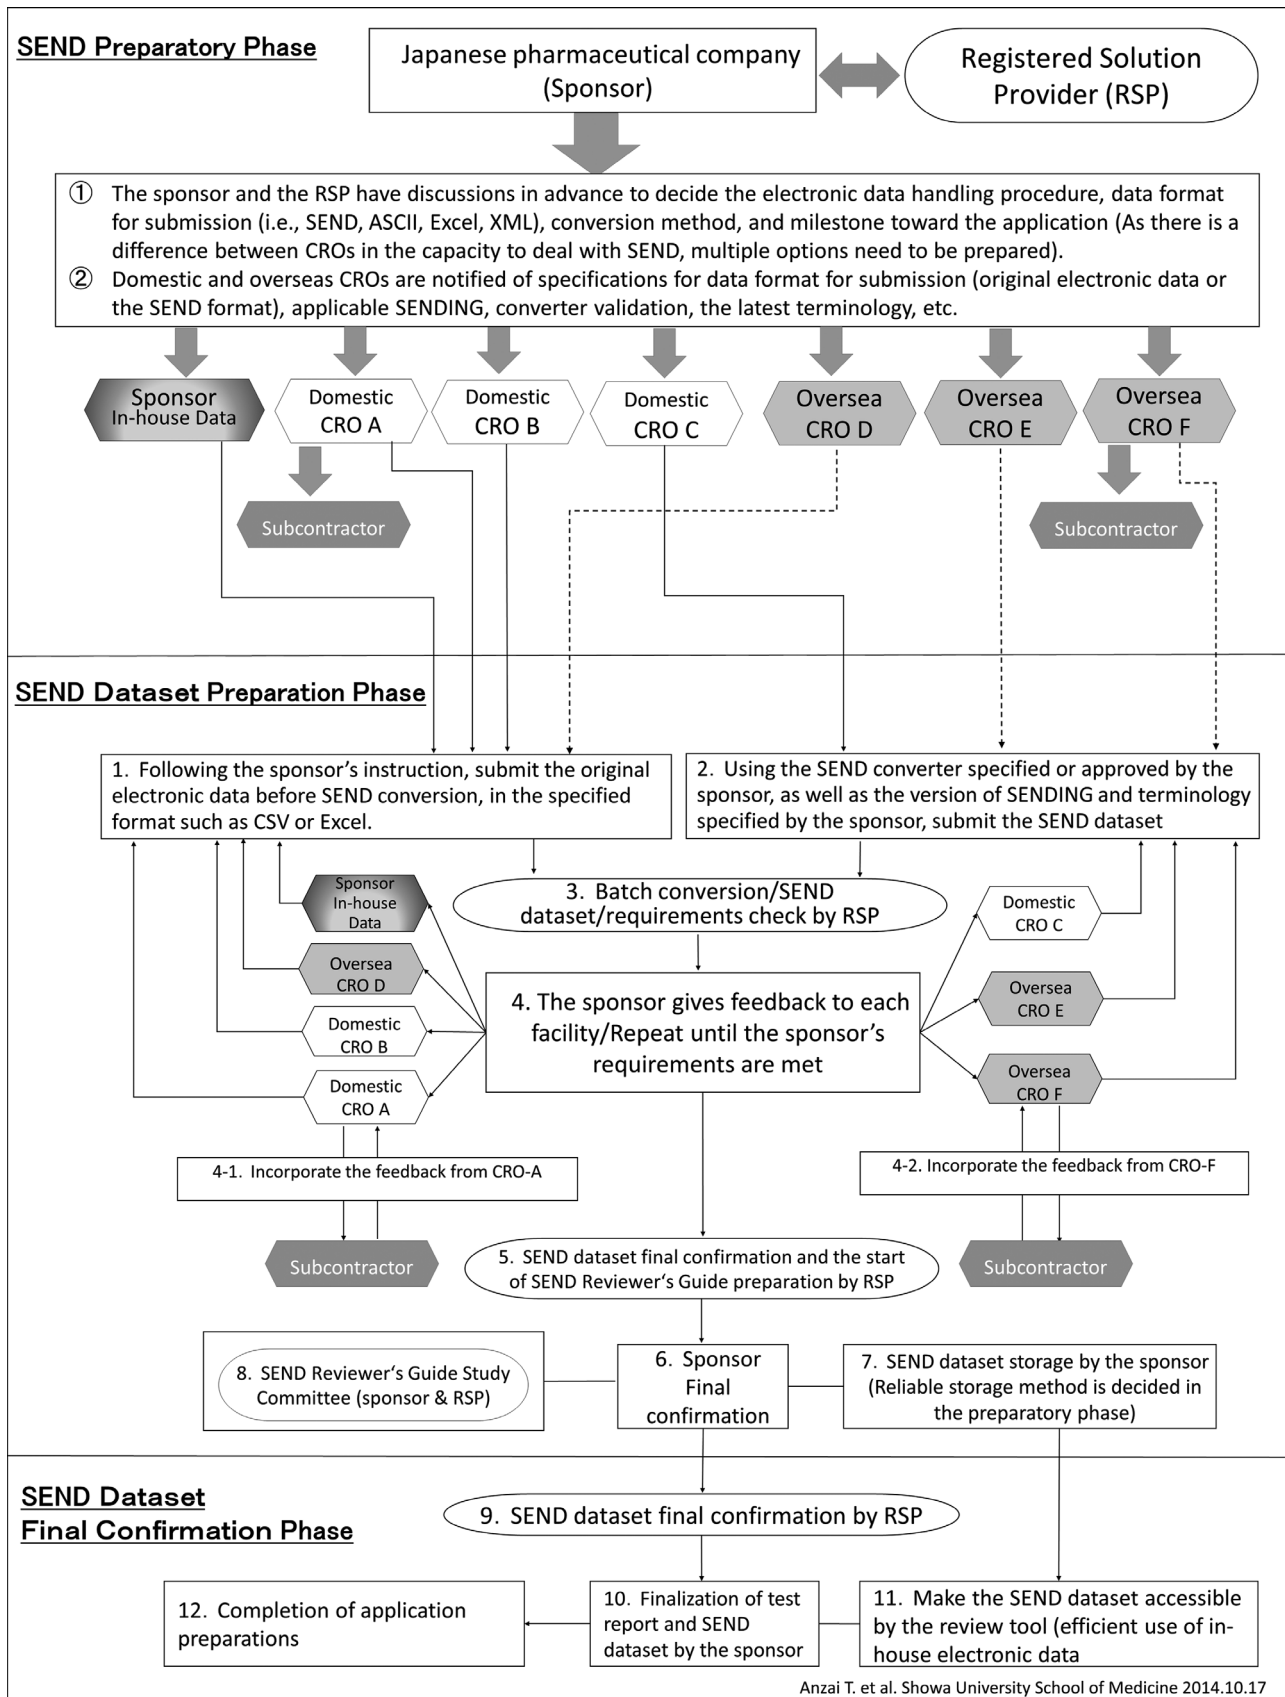 SEND Preparatory Phase
Japanese pharmaceutical company
(Sponsor)
Registered Solution
Provider (RSP)
① The sponsor and the RSP have discussions in advance to decide the electronic data handling procedure, data format
for submission (i.e., SEND, ASCII, Excel, XML), conversion method, and milestone toward the application (As there is a
difference between CROs in the capacity to deal with SEND, multiple options need to be prepared).
② Domestic and overseas CROs are notified of specifications for data format for submission (original electronic data or
the SEND format), applicable SENDING, converter validation, the latest terminology, etc.
Sponsor
In-house Data
Domestic
CRO A
Domestic
CRO B
Domestic
CRO C
Oversea
CRO D
Oversea
CRO E
Oversea
CRO F
Subcontractor
Subcontractor
SEND Dataset Preparation Phase
1. Following the sponsor's instruction, submit the original
electronic data before SEND conversion, in the specified
format such as CSV or Excel.
2. Using the SEND converter specified or approved by the
sponsor, as well as the version of SENDING and terminology
specified by the sponsor, submit the SEND dataset
3. Batch conversion/SEND
dataset/requirements check by RSP
Sponsor
In-house
Data
Oversea
CRO D
Domestic
CRO B
Domestic
CRO A
4. The sponsor gives feedback to each
facility/Repeat until the sponsor's
requirements are met
Domestic
CRO C
Oversea
CRO E
Oversea
CRO F
4-1. Incorporate the feedback from CRO-A
4-2. Incorporate the feedback from CRO-F
Subcontractor
Subcontractor
5. SEND dataset final confirmation and the start
of SEND Reviewer‘s Guide preparation by RSP
8. SEND Reviewer‘s Guide Study
Committee (sponsor & RSP)
6. Sponsor
Final
confirmation
7. SEND dataset storage by the sponsor
(Reliable storage method is decided in
the preparatory phase)
SEND Dataset
Final Confirmation Phase
9. SEND dataset final confirmation by RSP
12. Completion of application
preparations
10. Finalization of test
report and SEND
dataset by the sponsor
11. Make the SEND dataset accessible
by the review tool (efficient use of in-
house electronic data
Anzai T. et al. Showa University School of Medicine 2014.10.17